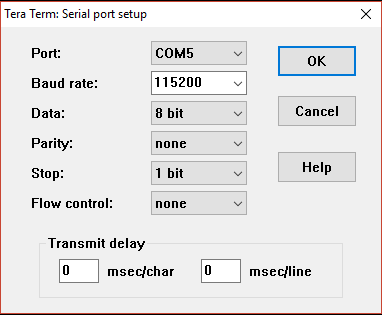 Tera Term: Serial port setup
Port: COM5 OK
Baud rate: 115200
Data: 8 bit Cancel
Parity: none
Stop: 1 bit Help
Flow control: none
Transmit delay
0 msec/char 0 msec/line